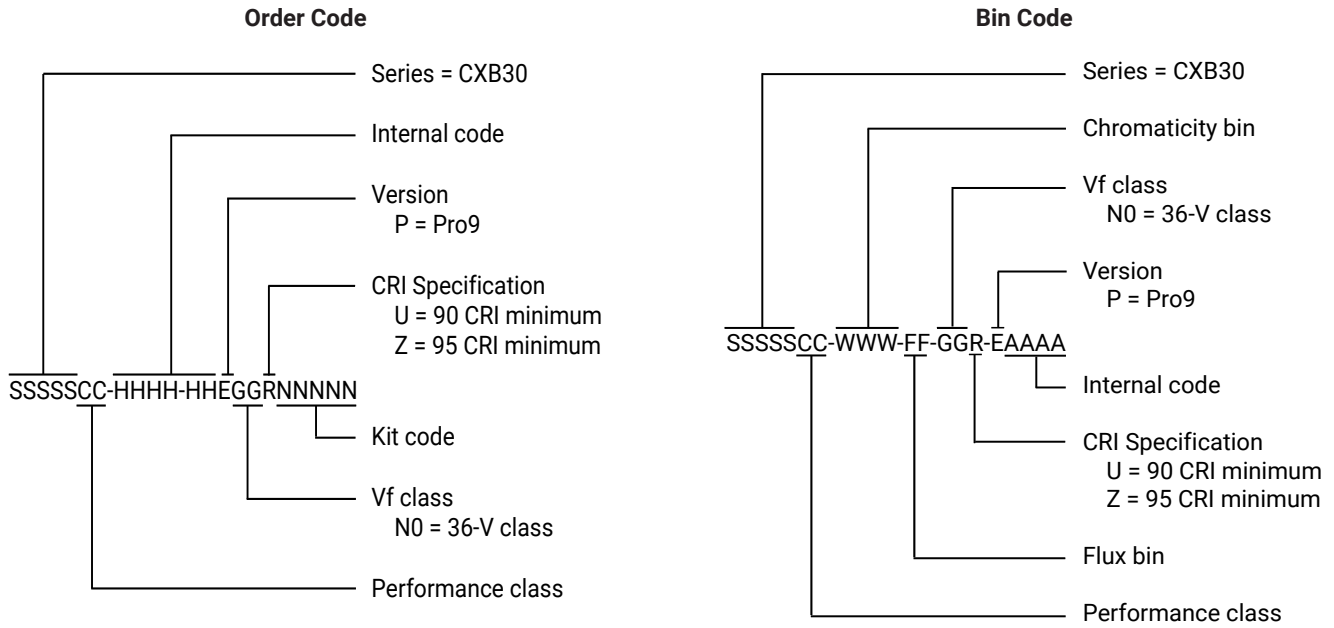 Order Code
Series = CXB30
Internal code
Version
P = Pro9
CRI Specification
U = 90 CRI minimum
Z = 95 CRI minimum
SSSSSCC-HHHH-HHEGGRNNNNN
Kit code
Vf class
N0 = 36-V class
Performance class
Bin Code
Series = CXB30
Chromaticity bin
Vf class
N0 = 36-V class
Version
P = Pro9
SSSSSCC-WWW-FF-GGR-EAAAA
Internal code
CRI Specification
U = 90 CRI minimum
Z = 95 CRI minimum
Flux bin
Performance class